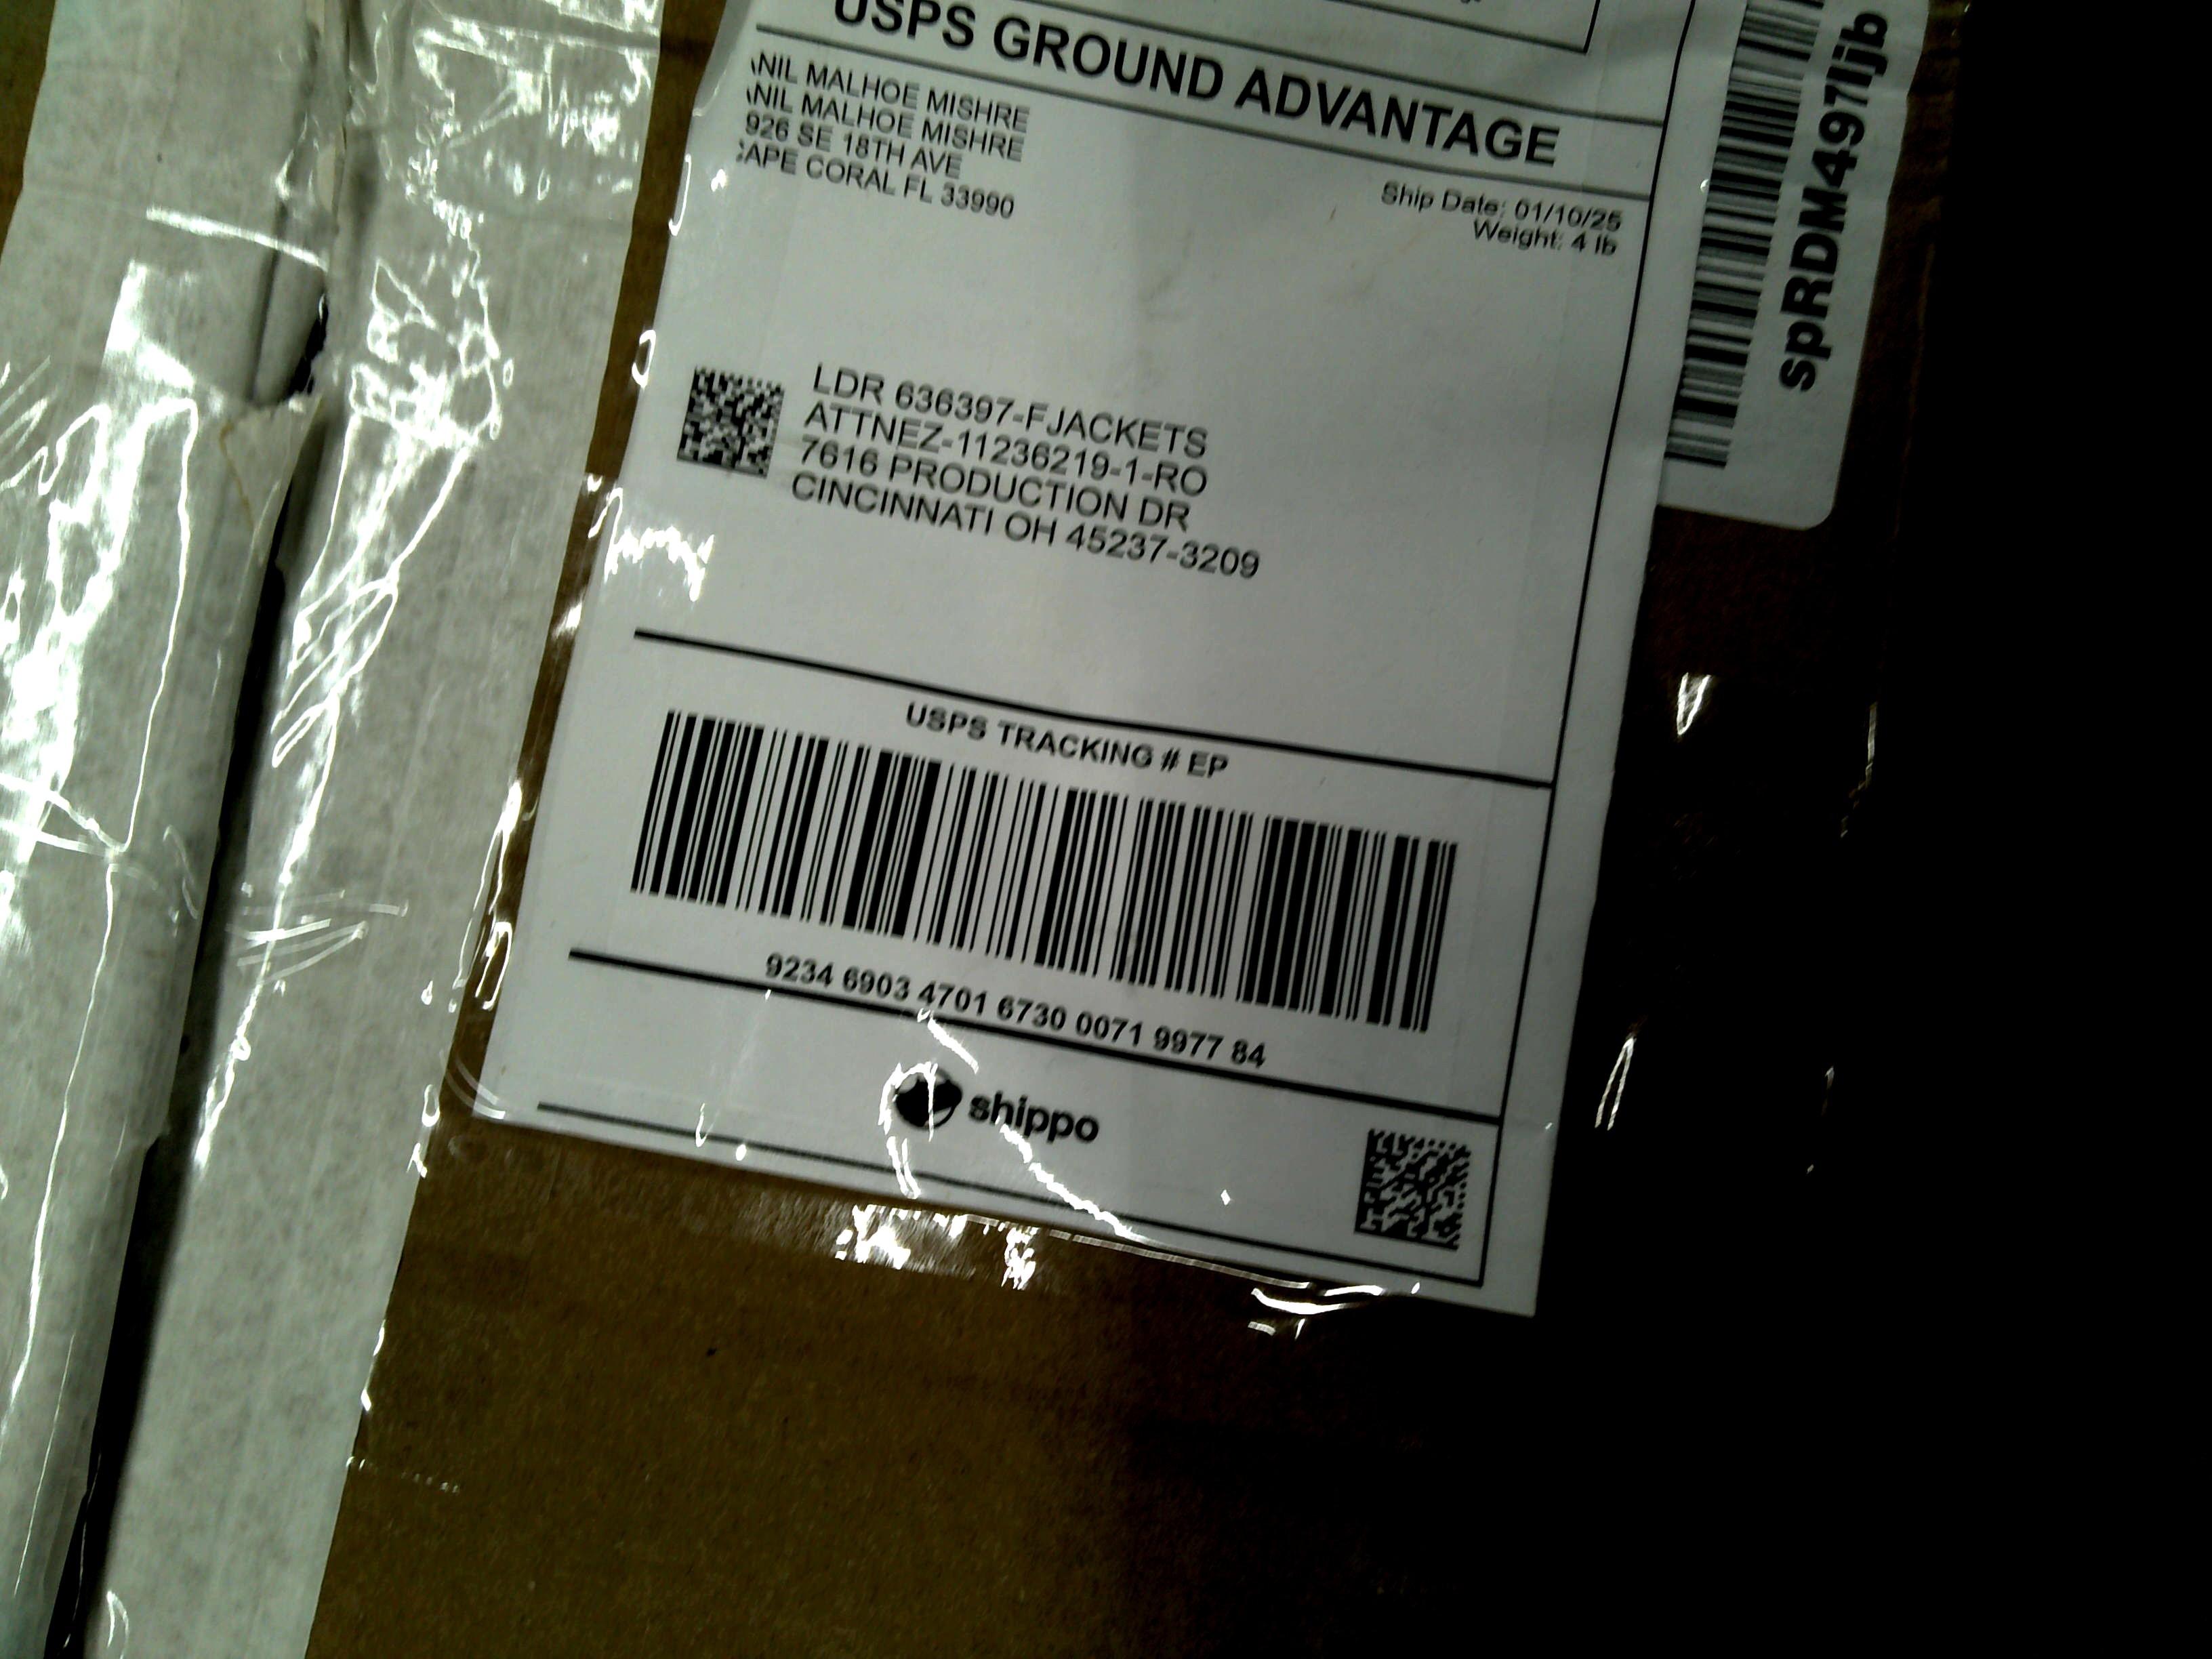 USPS GROUND ADVANTAGE
NIL MALHOE MISHRE
NIL MALHOE MISHRE
926 SE 18TH AVE
APE CORAL FL 33990
Ship Date: 01/10/25
Weight: 4 lb
LDR 636397-FJACKETS
ATTNEZ-11236219-1-RO
7616 PRODUCTION DR
CINCINNATI OH 45237-3209
USPS TRACKING # EP
9234 6903 4701 6730 0071 9977 84
shippo
spRDM497ljb